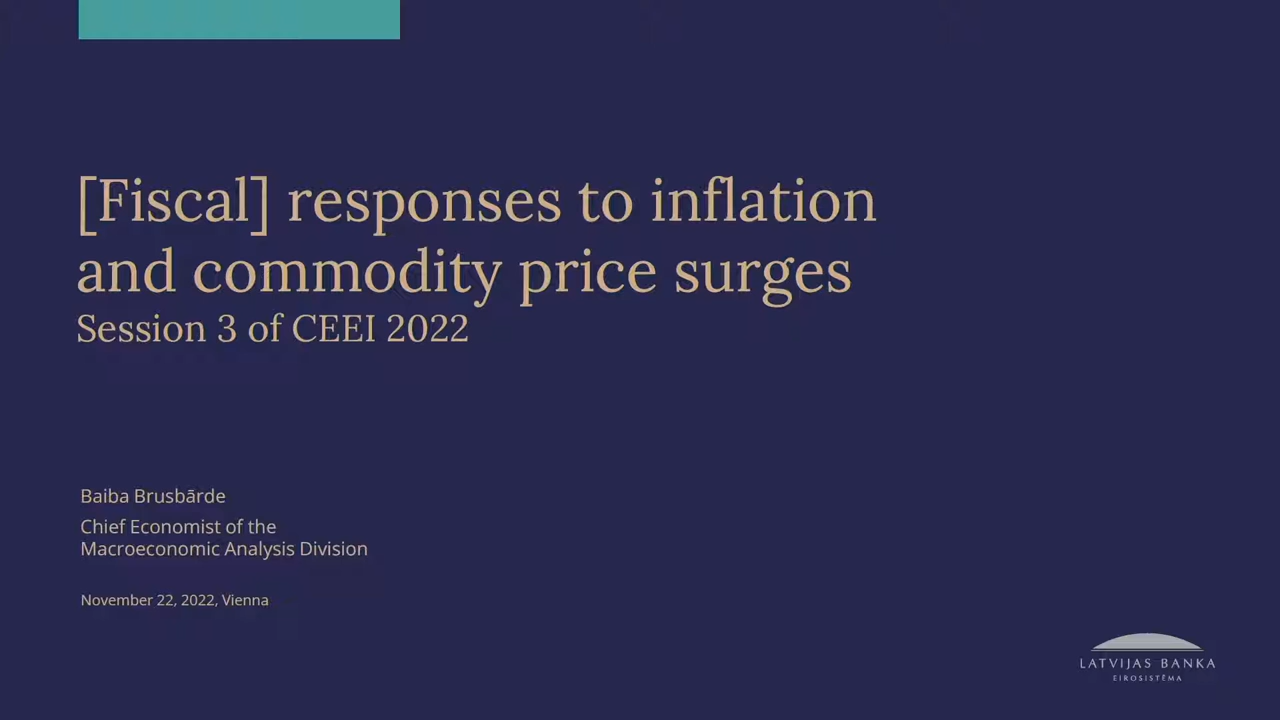 [Fiscal] responses to inflation
and commodity price surges
Session 3 of CEEI 2022
Baiba Brusbārde
Chief Economist of the
Macroeconomic Analysis Division
November 22, 2022, Vienna
LATVIJAS BANKA
EIROSISTĒMA